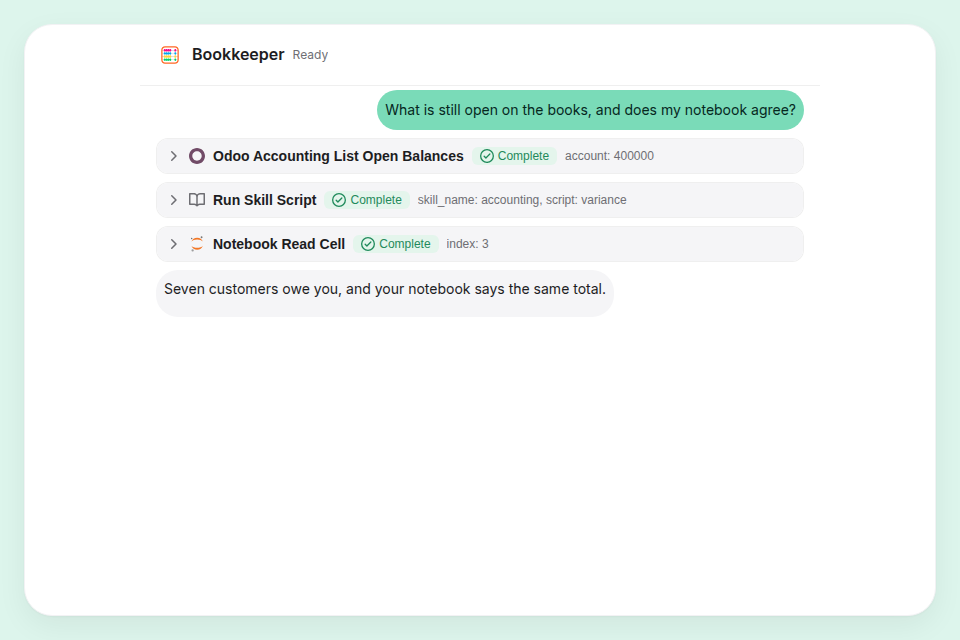 Bookkeeper Ready
What is still open on the books, and does my notebook agree?
Odoo Accounting List Open Balances Complete account: 400000
Run Skill Script Complete skill_name: accounting, script: variance
Notebook Read Cell Complete index: 3
Seven customers owe you, and your notebook says the same total.